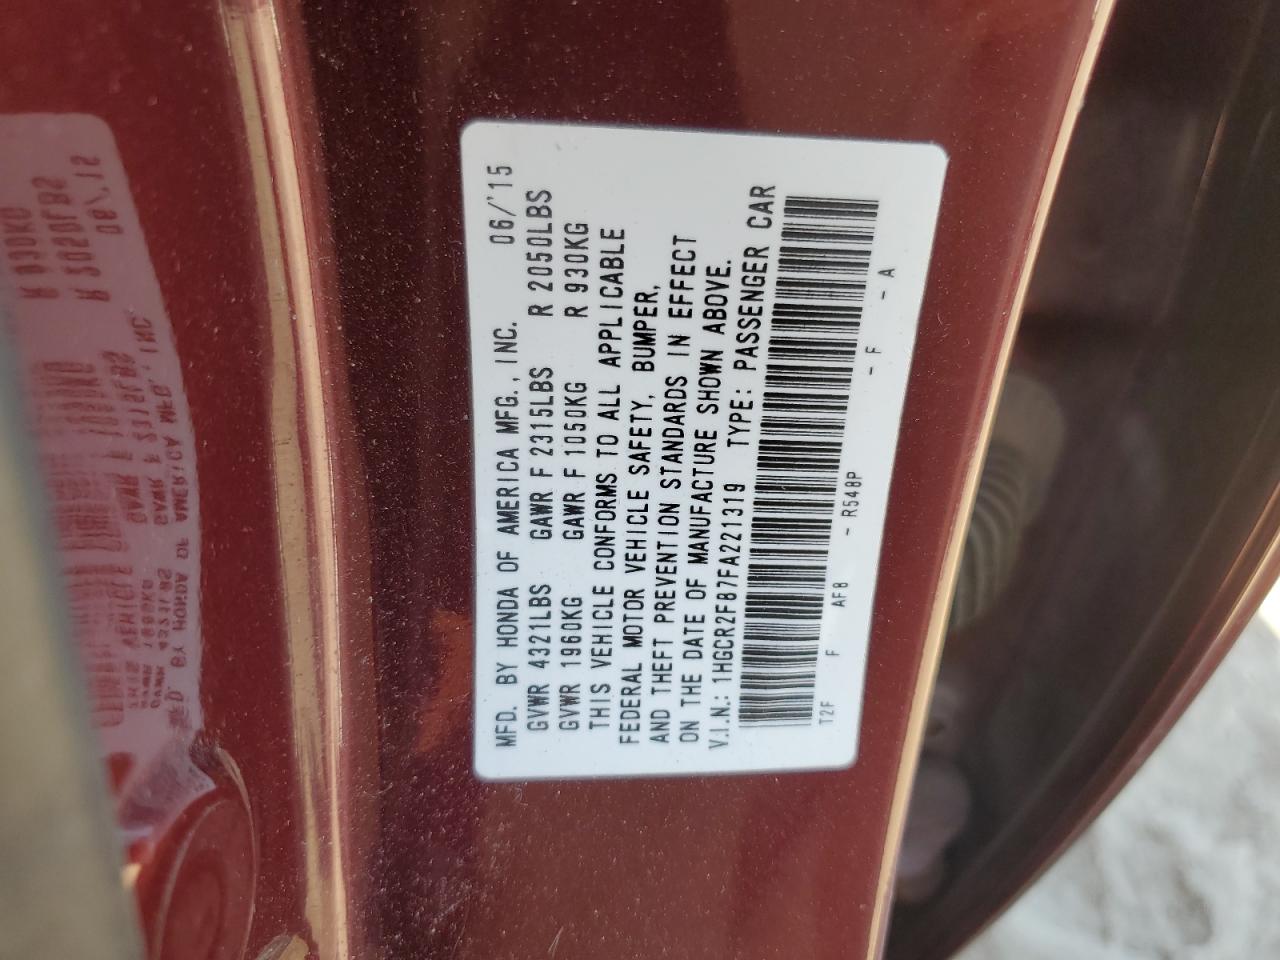 MFD. BY HONDA OF AMERICA MFG., INC. 06/'15
GVWR 4321LBS GAWR F 2315LBS R 2050LBS
GVWR 1960KG GAWR F 1050KG R 930KG
THIS VEHICLE CONFORMS TO ALL APPLICABLE
FEDERAL MOTOR VEHICLE SAFETY, BUMPER,
AND THEFT PREVENTION STANDARDS IN EFFECT
ON THE DATE OF MANUFACTURE SHOWN ABOVE.
V.I.N.: 1HGCR2F87FA221319 TYPE: PASSENGER CAR
T2F F AF8 - R548P - F - A